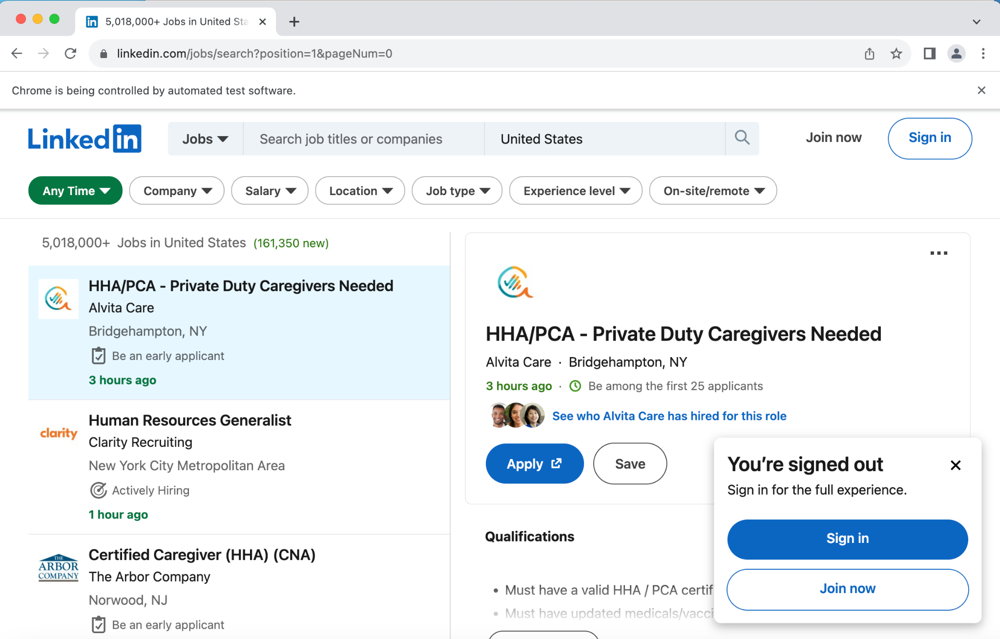 5,018,000+ Jobs in United Sta
linkedin.com/jobs/search?position=1&pageNum=0
Chrome is being controlled by automated test software.
Linked in
Jobs
Search job titles or companies
United States
Join now
Sign in
Any Time
Company
Salary
Location
Job type
Experience level
On-site/remote
5,018,000+ Jobs in United States (161,350 new)
HHA/PCA - Private Duty Caregivers Needed
Alvita Care
Bridgehampton, NY
Be an early applicant
3 hours ago
clarity
Human Resources Generalist
Clarity Recruiting
New York City Metropolitan Area
Actively Hiring
1 hour ago
THE
ARBOR
COMPANY
Certified Caregiver (HHA) (CNA)
The Arbor Company
Norwood, NJ
Be an early applicant
HHA/PCA - Private Duty Caregivers Needed
Alvita Care · Bridgehampton, NY
3 hours ago · Be among the first 25 applicants
See who Alvita Care has hired for this role
Apply
Save
Qualifications
• Must have a valid HHA / PCA certif
• Must have updated medicals/vacci
You’re signed out
Sign in for the full experience.
Sign in
Join now